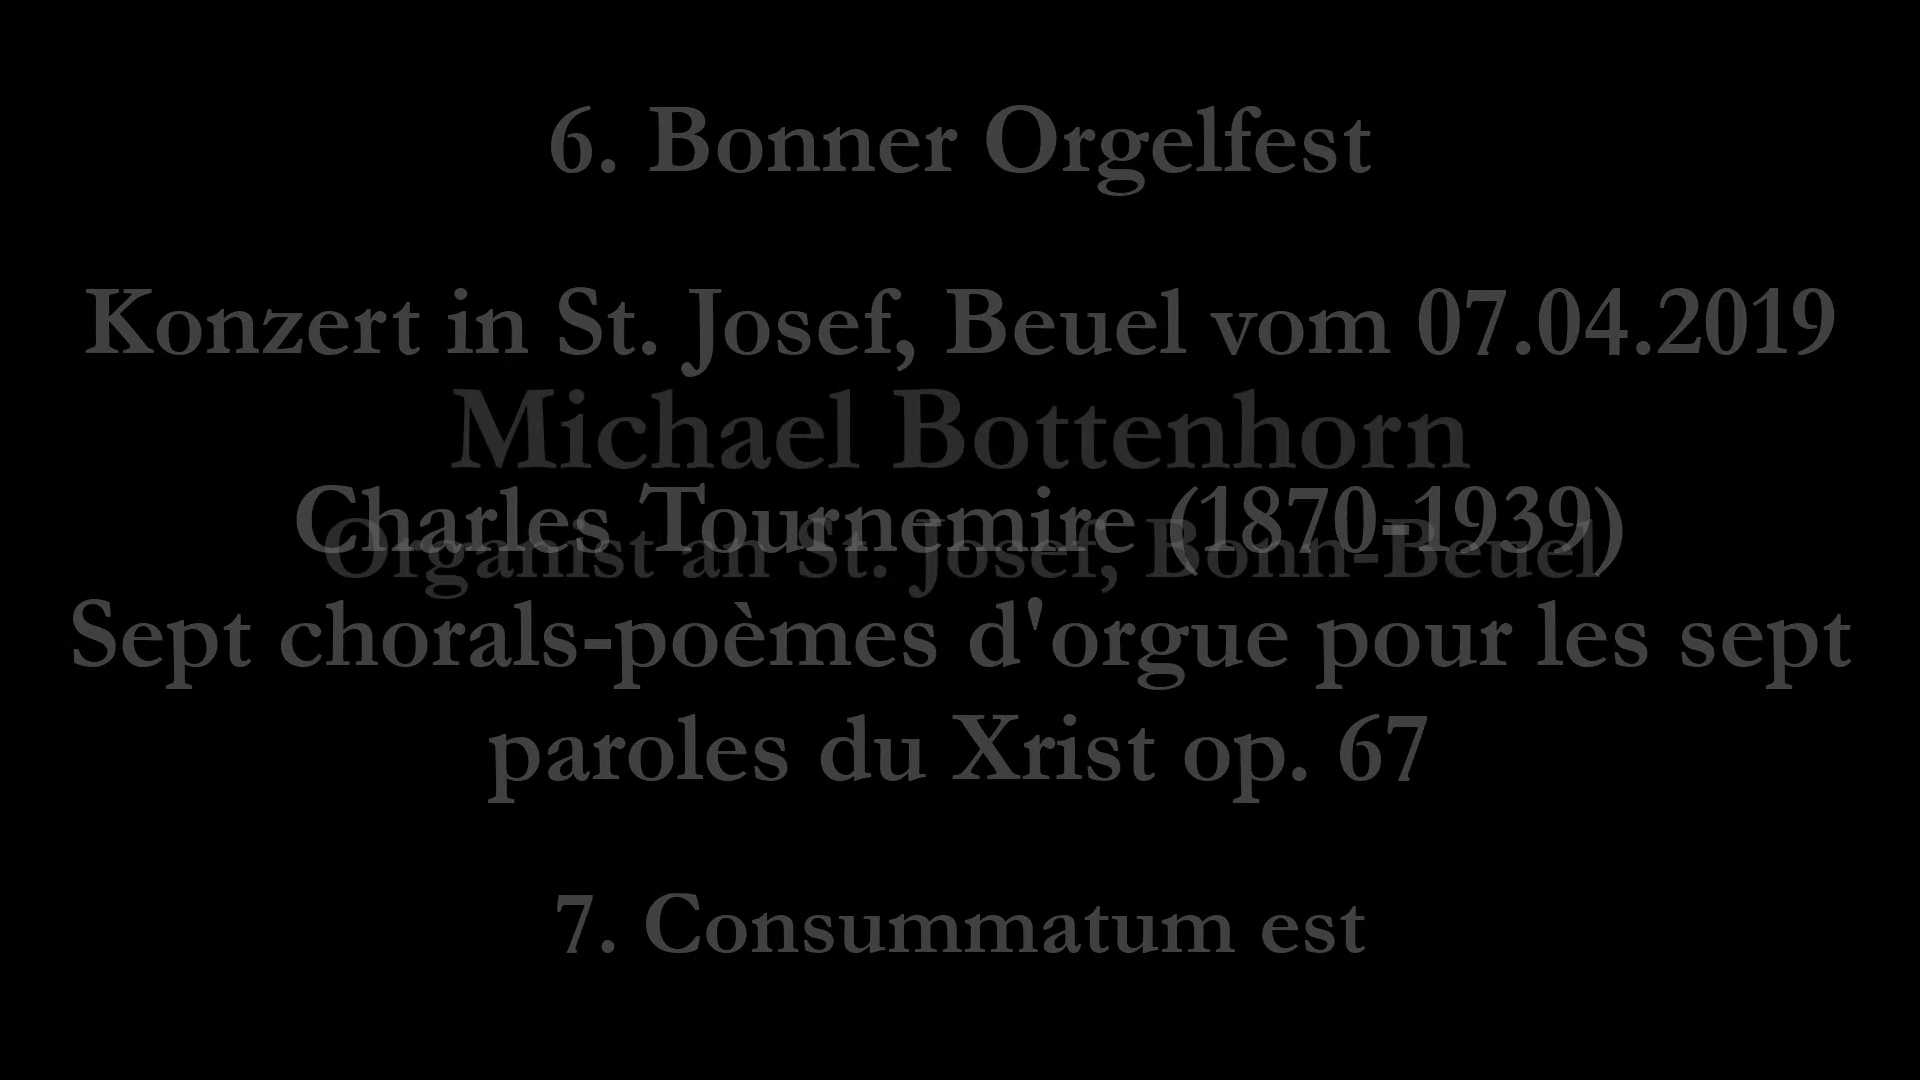 6. Bonner Orgelfest
Konzert in St. Josef, Beuel vom 07.04.2019
Michael Bottenhorn
Charles Tournemire (1870-1939)
Organist an St. Josef, Bonn-Beuel
Sept chorals-poèmes d'orgue pour les sept
paroles du Xrist op. 67
7. Consummatum est